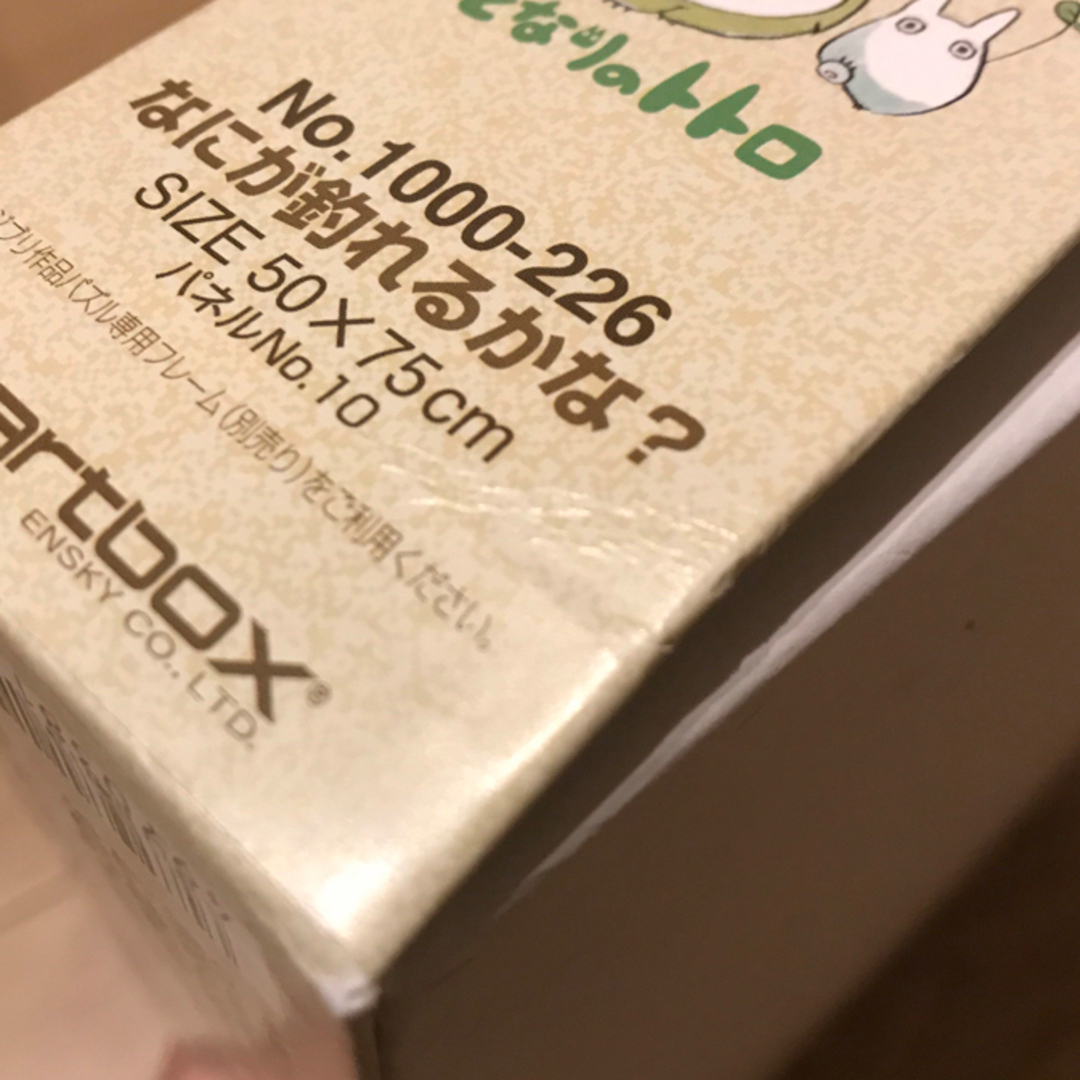 となりのトトロ
No.1000-226
なにが釣れるかな？
SIZE 50×75cm
パネルNo.10
ジブリ作品パズル専用フレーム(別売り)をご利用ください。
artbox®
ENSKY CO., LTD.